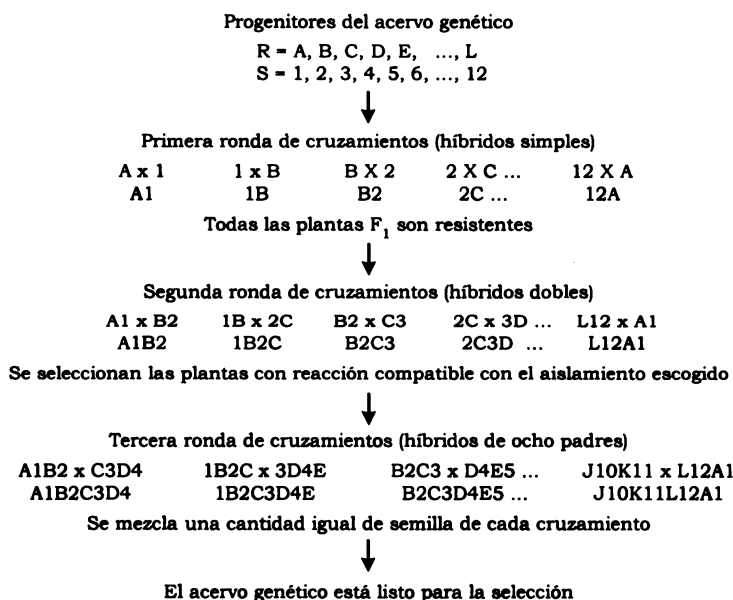 Progenitores del acervo genético
R = A, B, C, D, E, ..., L
S = 1, 2, 3, 4, 5, 6, ..., 12
Primera ronda de cruzamientos (híbridos simples)
A x 1 1 x B B X 2 2 X C ... 12 X A
A1 1B B2 2C ... 12A
Todas las plantas F1 son resistentes
Segunda ronda de cruzamientos (híbridos dobles)
A1 x B2 1B x 2C B2 x C3 2C x 3D ... L12 x A1
A1B2 1B2C B2C3 2C3D ... L12A1
Se seleccionan las plantas con reacción compatible con el aislamiento escogido
Tercera ronda de cruzamientos (híbridos de ocho padres)
A1B2 x C3D4 1B2C x 3D4E B2C3 x D4E5 ... J10K11 x L12A1
A1B2C3D4 1B2C3D4E B2C3D4E5 ... J10K11L12A1
Se mezcla una cantidad igual de semilla de cada cruzamiento
El acervo genético está listo para la selección